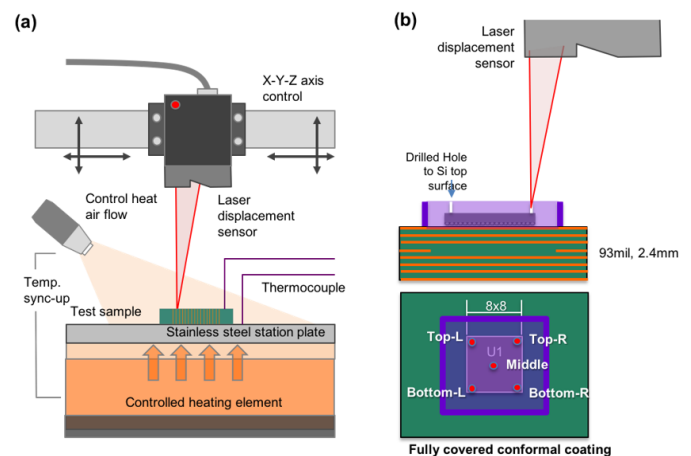 (a)
X-Y-Z axis
control
Control heat
air flow
Laser
displacement
sensor
Temp.
sync-up
Thermocouple
Test sample
Stainless steel station plate
Controlled heating element
(b)
Laser
displacement
sensor
Drilled Hole
to Si top
surface
93mil, 2.4mm
8x8
Top-L
Top-R
U1
Middle
Bottom-L
Bottom-R
Fully covered conformal coating